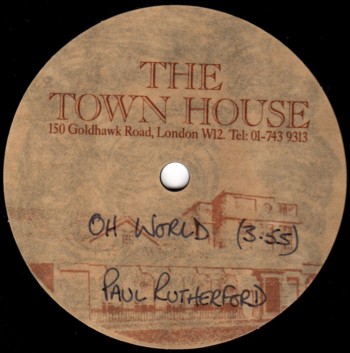 THE
TOWN HOUSE
150 Goldhawk Road, London W12. Tel: 01-743 9313
OH WORLD (3.55)
PAUL RUTHERFORD